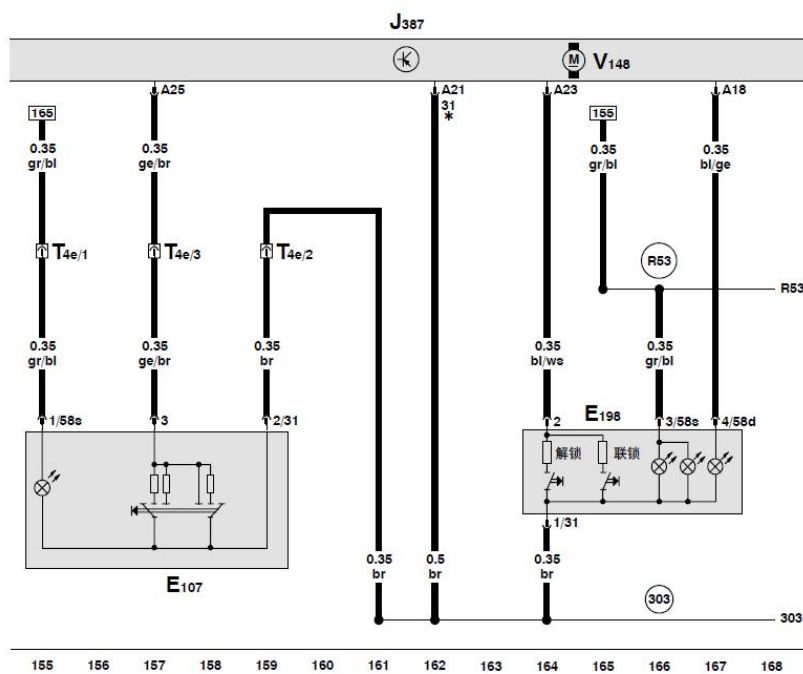 J387
M V148
A25 A21 A23 A18
165 31 155
*
0.35 0.35 0.35 0.35
gr/bl ge/br gr/bl bl/ge
T4e/1 T4e/3 T4e/2 R53
R53
0.35 0.35 0.35 0.35 0.35
gr/bl ge/br br bl/ws gr/bl
1/58s 3 2/31 2 E198 3/58s 4/58d
解锁 联锁
1/31
0.35 0.5 0.35
br br br
E107
303
303
155 156 157 158 159 160 161 162 163 164 165 166 167 168